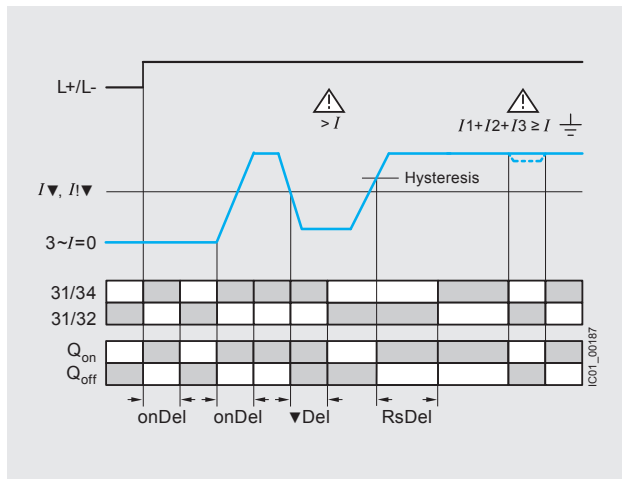 L+/L-
> I
I1+I2+I3 ≥ I
I▼, I!▼
Hysteresis
3~I=0
31/34
31/32
Qon
Qoff
onDel onDel ▼Del RsDel
IC01_00187